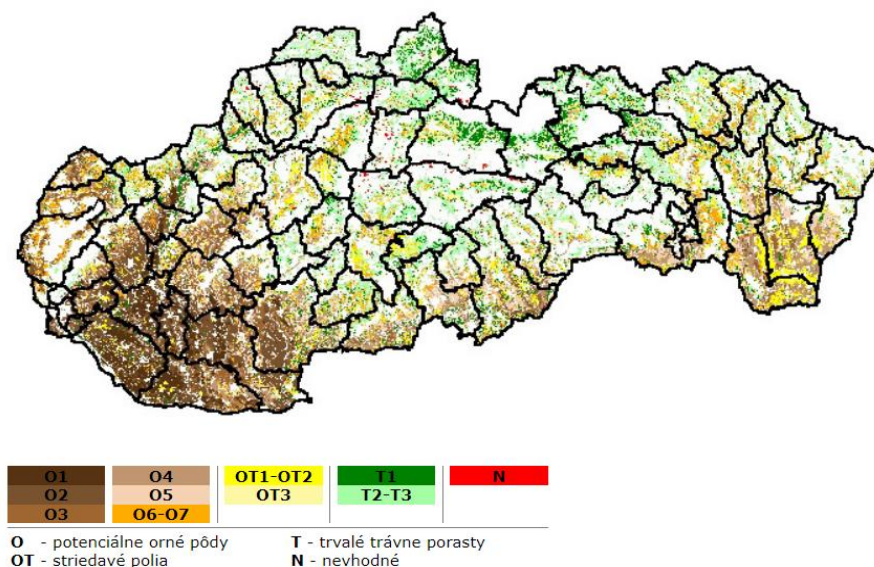 O1 O4 OT1-OT2 T1 N
O2 O5 OT3 T2-T3
O3 O6-O7
O - potenciálne orné pôdy T - trvalé trávne porasty
OT - striedavé polia N - nevhodné